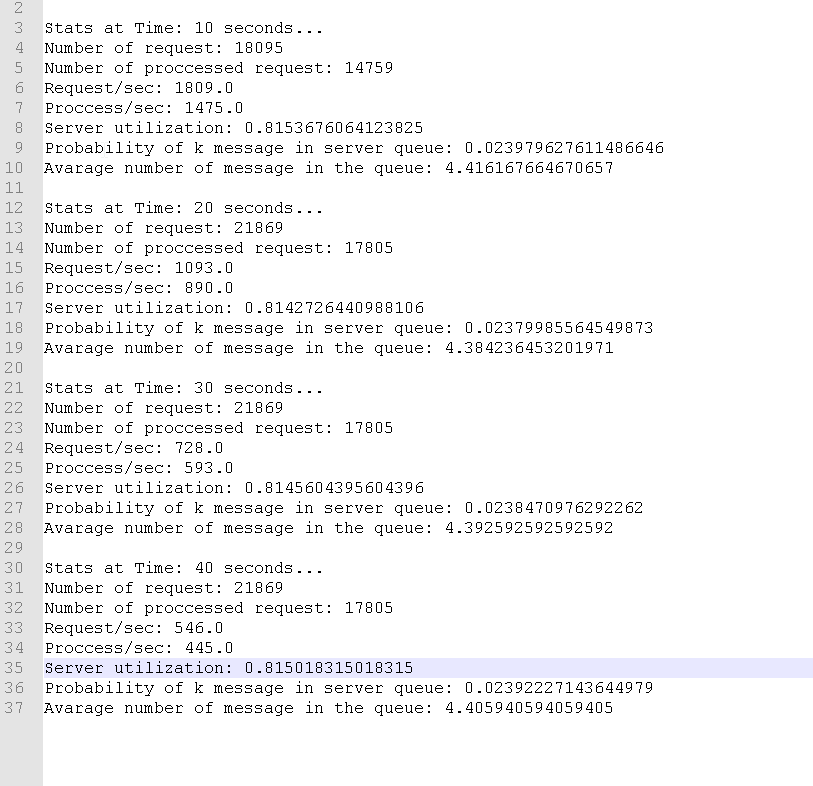 2
3 Stats at Time: 10 seconds...
4 Number of request: 18095
5 Number of proccessed request: 14759
6 Request/sec: 1809.0
7 Proccess/sec: 1475.0
8 Server utilization: 0.8153676064123825
9 Probability of k message in server queue: 0.023979627611486646
10 Avarage number of message in the queue: 4.416167664670657
11
12 Stats at Time: 20 seconds...
13 Number of request: 21869
14 Number of proccessed request: 17805
15 Request/sec: 1093.0
16 Proccess/sec: 890.0
17 Server utilization: 0.8142726440988106
18 Probability of k message in server queue: 0.02379985564549873
19 Avarage number of message in the queue: 4.384236453201971
20
21 Stats at Time: 30 seconds...
22 Number of request: 21869
23 Number of proccessed request: 17805
24 Request/sec: 728.0
25 Proccess/sec: 593.0
26 Server utilization: 0.8145604395604396
27 Probability of k message in server queue: 0.0238470976292262
28 Avarage number of message in the queue: 4.392592592592592
29
30 Stats at Time: 40 seconds...
31 Number of request: 21869
32 Number of proccessed request: 17805
33 Request/sec: 546.0
34 Proccess/sec: 445.0
35 Server utilization: 0.815018315018315
36 Probability of k message in server queue: 0.02392227143644979
37 Avarage number of message in the queue: 4.405940594059405